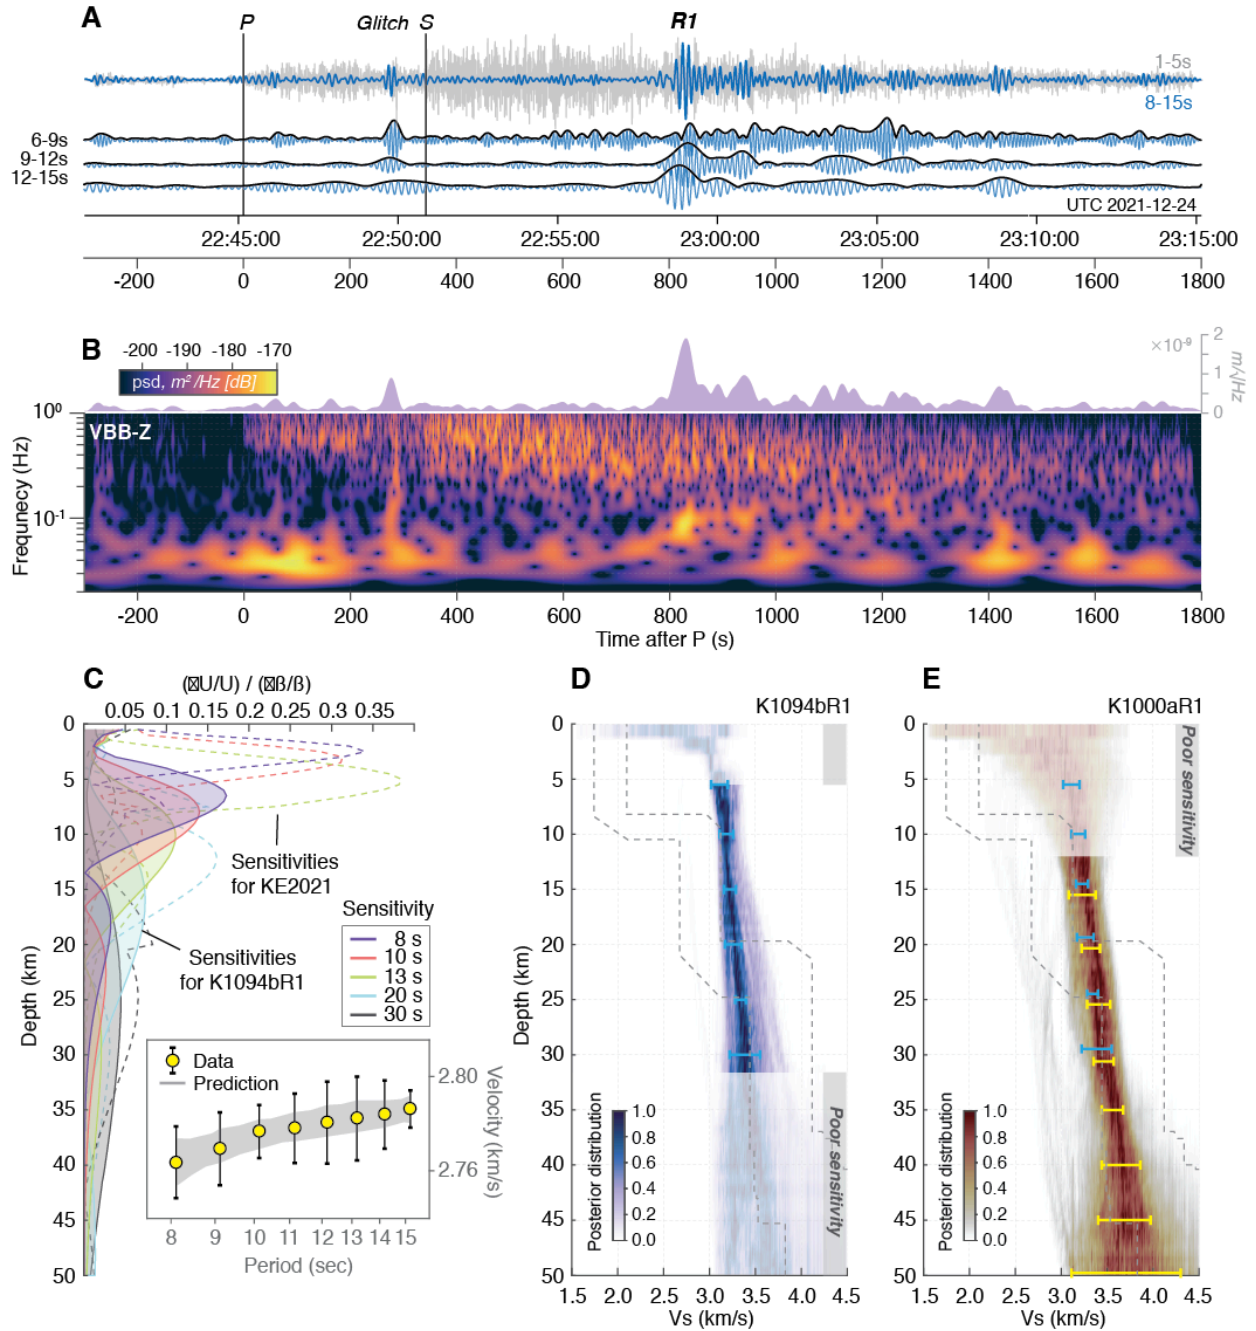 A
P
Glitch S
R1
1-5s
8-15s
6-9s
9-12s
12-15s
UTC 2021-12-24
22:45:00 22:50:00 22:55:00 23:00:00 23:05:00 23:10:00 23:15:00
-200 0 200 400 600 800 1000 1200 1400 1600 1800
B
-200 -190 -180 -170
psd, m²/Hz [dB]
×10⁻⁹
2
1
0
m/√Hz
VBB-Z
10⁰
10⁻¹
Frequnecy (Hz)
-200 0 200 400 600 800 1000 1200 1400 1600 1800
Time after P (s)
C
(▯U/U) / (▯ß/ß)
0.05 0.1 0.15 0.2 0.25 0.3 0.35
0
5
10
15
20
25
30
35
40
45
50
Depth (km)
Sensitivities
for KE2021
Sensitivities
for K1094bR1
Sensitivity
8 s
10 s
13 s
20 s
30 s
Data
Prediction
2.80
2.76
Velocity (km/s)
8 9 10 11 12 13 14 15
Period (sec)
D
K1094bR1
0
5
10
15
20
25
30
35
40
45
50
Depth (km)
Poor sensitivity
Posterior distribution
1.0
0.8
0.6
0.4
0.2
0.0
1.5 2.0 2.5 3.0 3.5 4.0 4.5
Vs (km/s)
E
K1000aR1
0
5
10
15
20
25
30
35
40
45
50
Poor sensitivity
Posterior distribution
1.0
0.8
0.6
0.4
0.2
0.0
1.5 2.0 2.5 3.0 3.5 4.0 4.5
Vs (km/s)